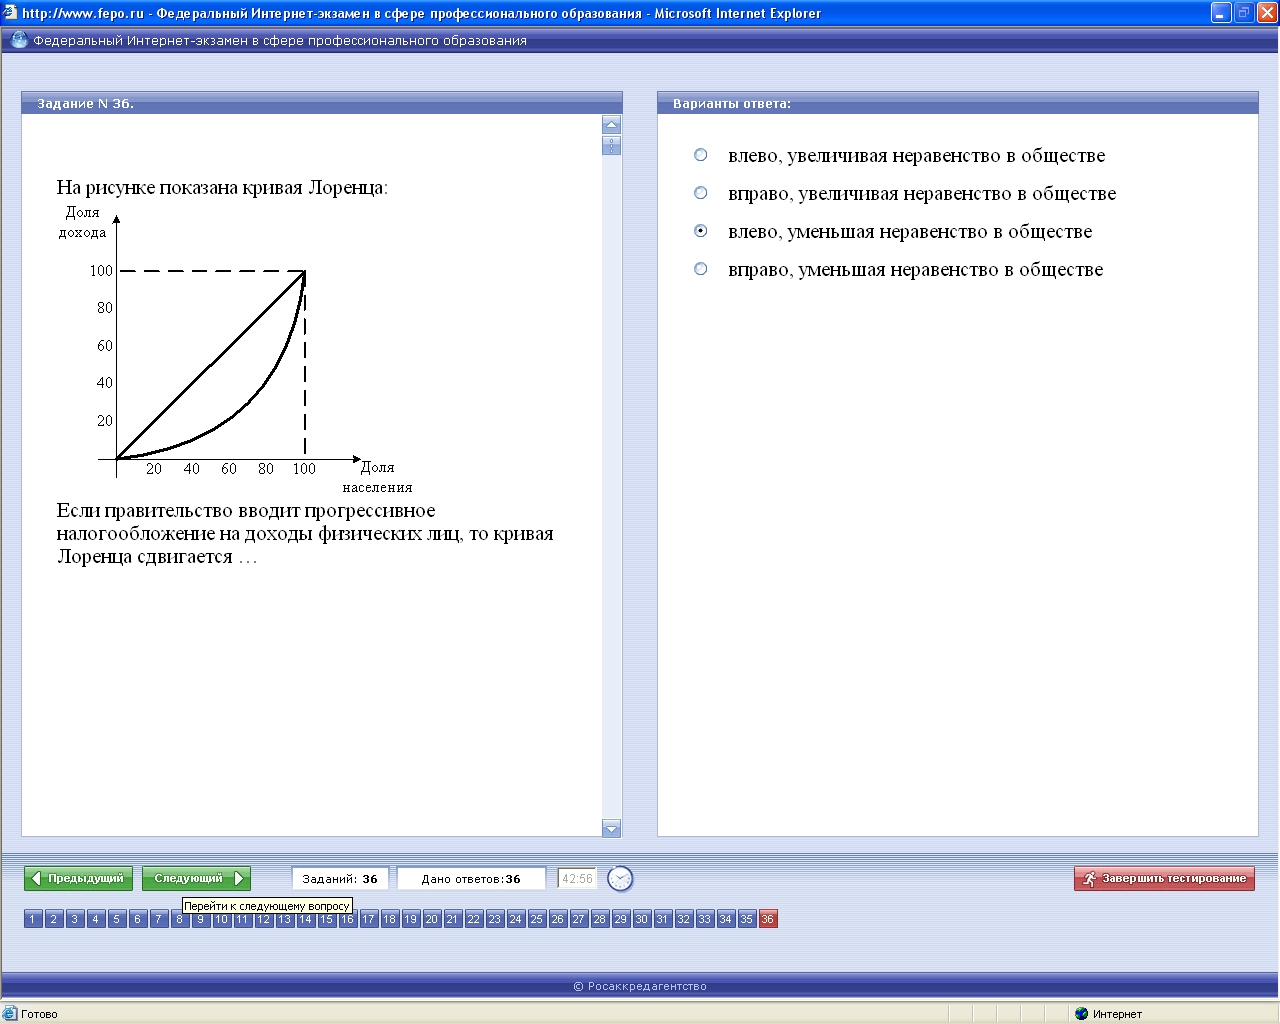 http://www.fepo.ru - Федеральный Интернет-экзамен в сфере профессионального образования - Microsoft Internet Explorer
Федеральный Интернет-экзамен в сфере профессионального образования
Задание N 36.
На рисунке показана кривая Лоренца:
Доля
дохода
100
80
60
40
20
20 40 60 80 100
Доля
населения
Если правительство вводит прогрессивное
налогообложение на доходы физических лиц, то кривая
Лоренца сдвигается …
Варианты ответа:
влево, увеличивая неравенство в обществе
вправо, увеличивая неравенство в обществе
влево, уменьшая неравенство в обществе
вправо, уменьшая неравенство в обществе
Предыдущий Следующий Заданий: 36 Дано ответов:36 42:56 Завершить тестирование
Перейти к следующему вопросу
1 2 3 4 5 6 7 8 9 10 11 12 13 14 15 16 17 18 19 20 21 22 23 24 25 26 27 28 29 30 31 32 33 34 35 36
© Росаккредагентство
Готово Интернет